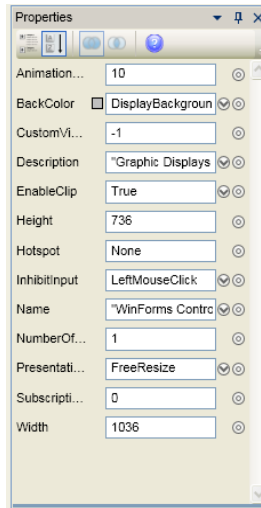 Properties
Animation... 10
BackColor DisplayBackgroun
CustomVi... -1
Description "Graphic Displays
EnableClip True
Height 736
Hotspot None
InhibitInput LeftMouseClick
Name "WinForms Contrc
NumberOf... 1
Presentati... FreeResize
Subscripti... 0
Width 1036